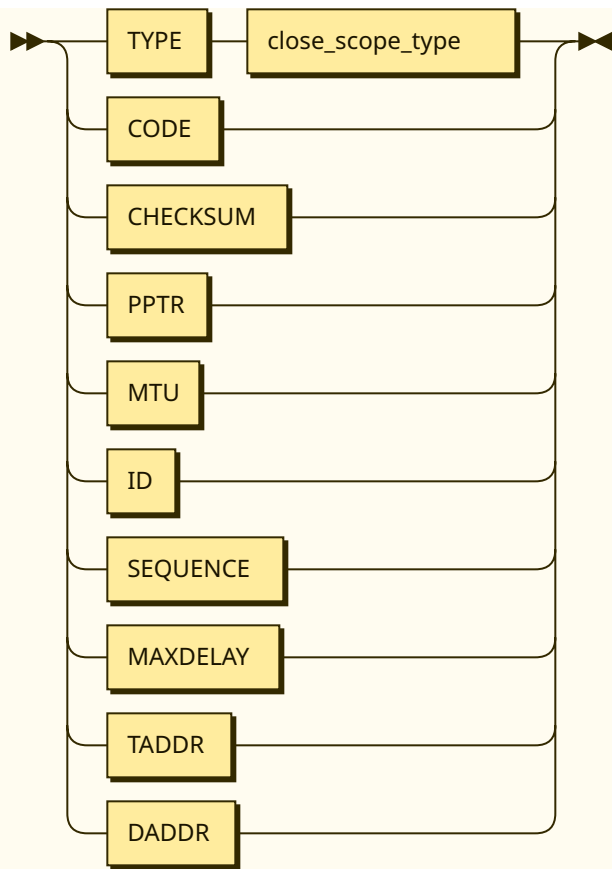 TYPE close_scope_type
CODE
CHECKSUM
PPTR
MTU
ID
SEQUENCE
MAXDELAY
TADDR
DADDR